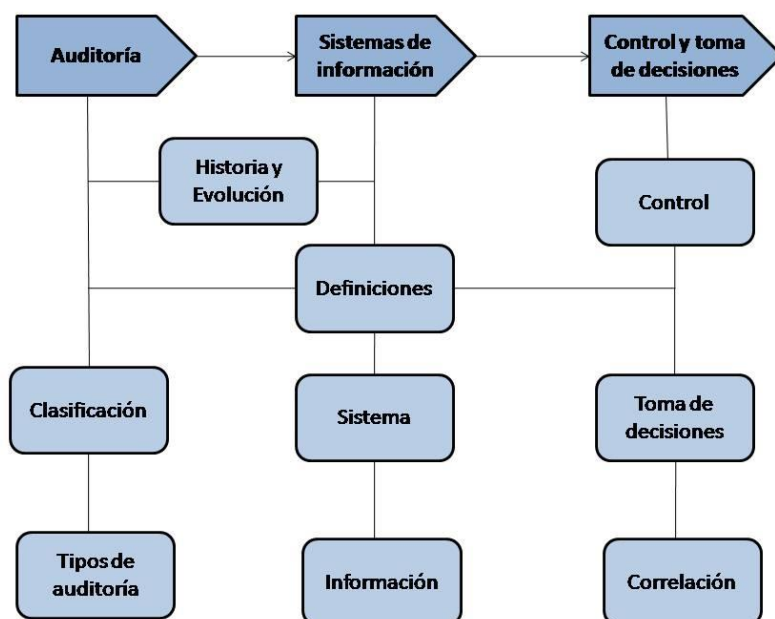 Auditoría
Sistemas de
información
Control y toma
de decisiones
Historia y
Evolución
Control
Definiciones
Clasificación
Sistema
Toma de
decisiones
Tipos de
auditoría
Información
Correlación